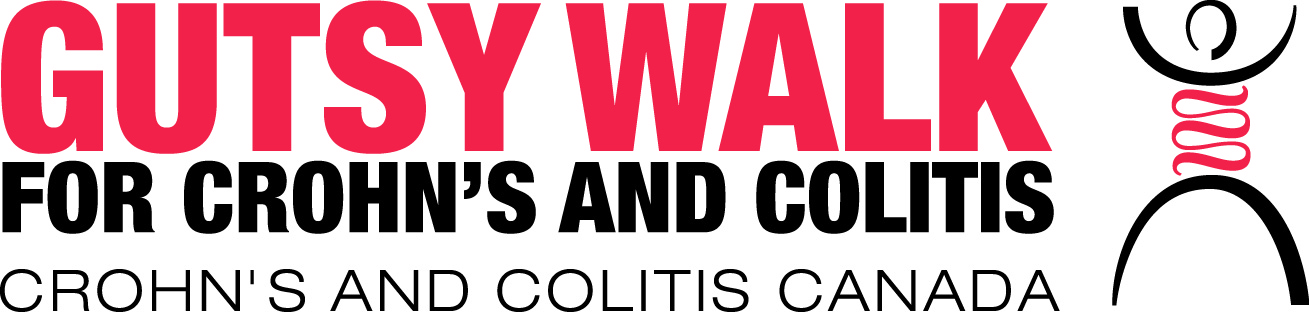 GUTSY WALK
FOR CROHN’S AND COLITIS
CROHN'S AND COLITIS CANADA